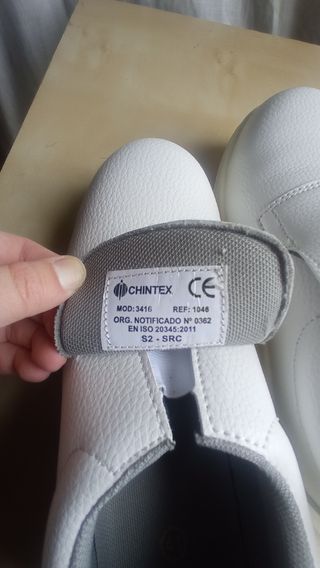 CHINTEX CE
MOD:3416 REF: 1046
ORG. NOTIFICADO Nº 0362
EN ISO 20345:2011
S2 - SRC